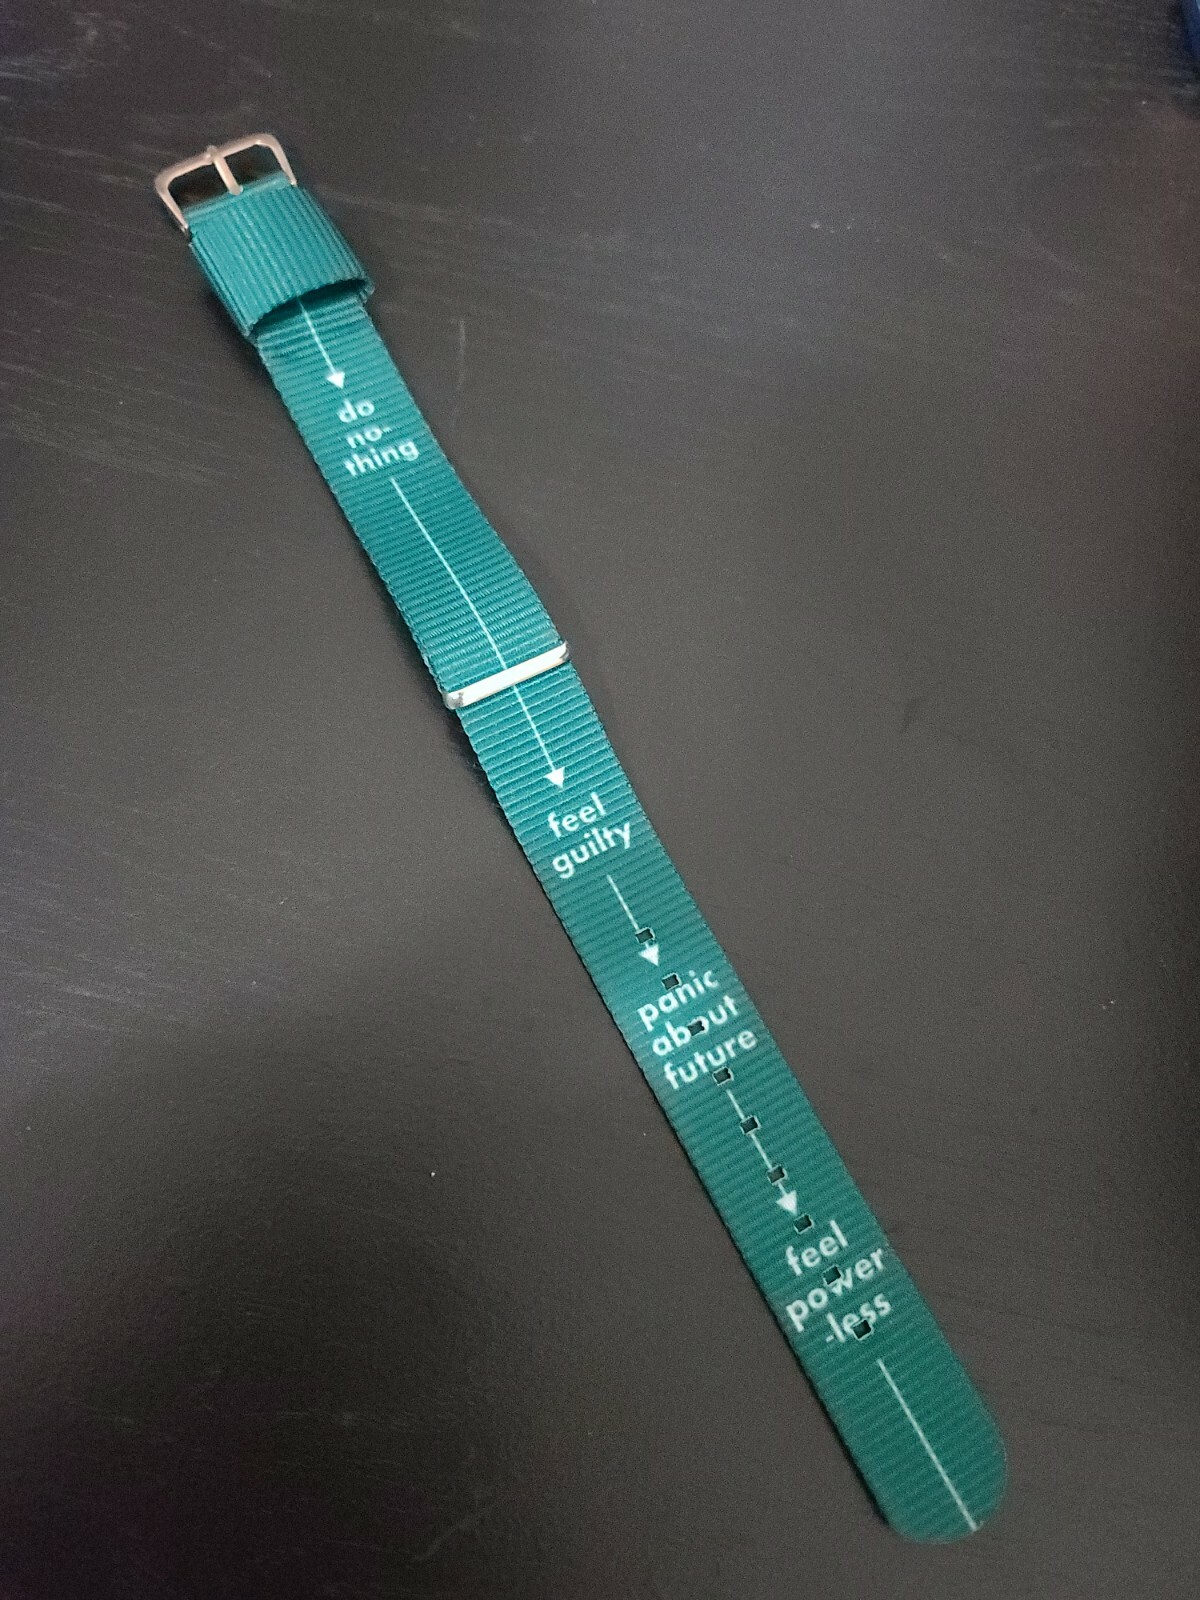 do
no-
thing
feel
guilty
panic
about
future
feel
power
-less